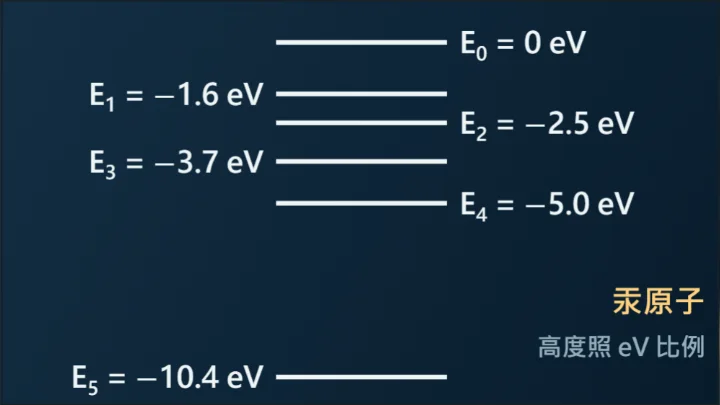 E₀ = 0 eV
E₁ = −1.6 eV
E₂ = −2.5 eV
E₃ = −3.7 eV
E₄ = −5.0 eV
汞原子
高度照 eV 比例
E₅ = −10.4 eV